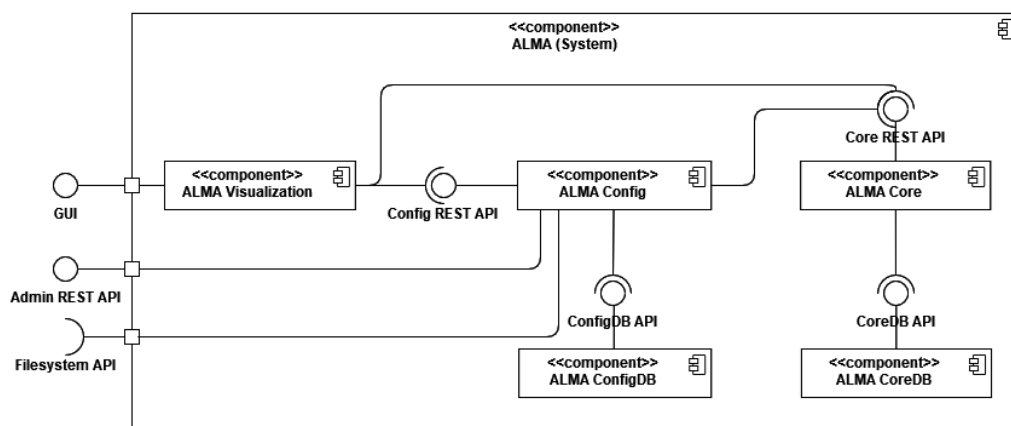 <<component>>
ALMA (System)
Core REST API
<<component>>
ALMA Visualization
<<component>>
ALMA Config
<<component>>
ALMA Core
GUI
Config REST API
Admin REST API
ConfigDB API
CoreDB API
Filesystem API
<<component>>
ALMA ConfigDB
<<component>>
ALMA CoreDB